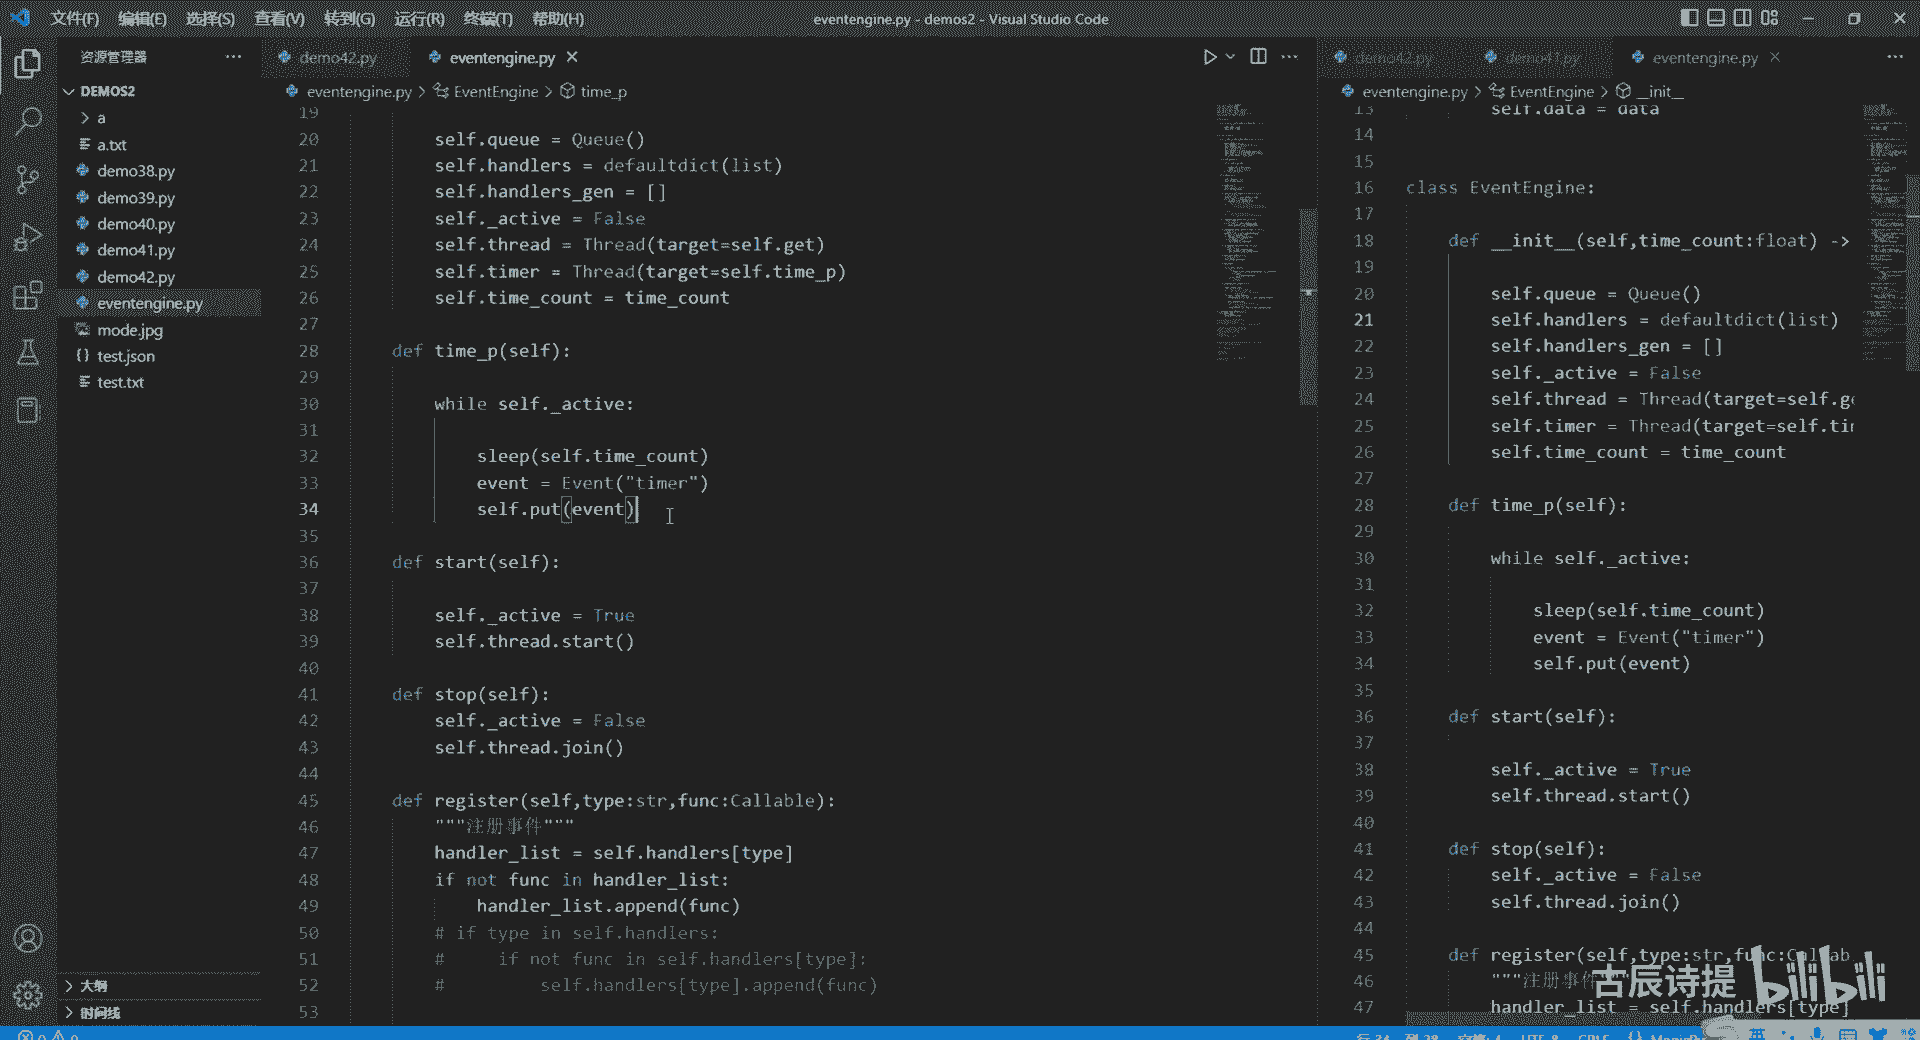 文件(F) 编辑(E) 选择(S) 查看(V) 转到(G) 运行(R) 终端(T) 帮助(H)
eventengine.py - demos2 - Visual Studio Code
资源管理器
DEMOS2
a
a.txt
demo38.py
demo39.py
demo40.py
demo41.py
demo42.py
eventengine.py
mode.jpg
test.json
test.txt
大纲
时间线
demo42.py
eventengine.py
eventengine.py > EventEngine > time_p
19
20 self.queue = Queue()
21 self.handlers = defaultdict(list)
22 self.handlers_gen = []
23 self._active = False
24 self.thread = Thread(target=self.get)
25 self.timer = Thread(target=self.time_p)
26 self.time_count = time_count
27
28 def time_p(self):
29
30 while self._active:
31
32 sleep(self.time_count)
33 event = Event("timer")
34 self.put(event)
35
36 def start(self):
37
38 self._active = True
39 self.thread.start()
40
41 def stop(self):
42 self._active = False
43 self.thread.join()
44
45 def register(self,type:str,func:Callable):
46 """注册事件"""
47 handler_list = self.handlers[type]
48 if not func in handler_list:
49 handler_list.append(func)
50 # if type in self.handlers:
51 # if not func in self.handlers[type]:
52 # self.handlers[type].append(func)
53
demo42.py
demo41.py
eventengine.py
eventengine.py > EventEngine > __init__
13 self.data = data
14
15
16 class EventEngine:
17
18 def __init__(self,time_count:float) ->
19
20 self.queue = Queue()
21 self.handlers = defaultdict(list)
22 self.handlers_gen = []
23 self._active = False
24 self.thread = Thread(target=self.ge
25 self.timer = Thread(target=self.tim
26 self.time_count = time_count
27
28 def time_p(self):
29
30 while self._active:
31
32 sleep(self.time_count)
33 event = Event("timer")
34 self.put(event)
35
36 def start(self):
37
38 self._active = True
39 self.thread.start()
40
41 def stop(self):
42 self._active = False
43 self.thread.join()
44
45 def register(self,type:str,func:Callab
46 """注册事件
47 handler_list = self.handlers[type]
古辰诗提
bilibili